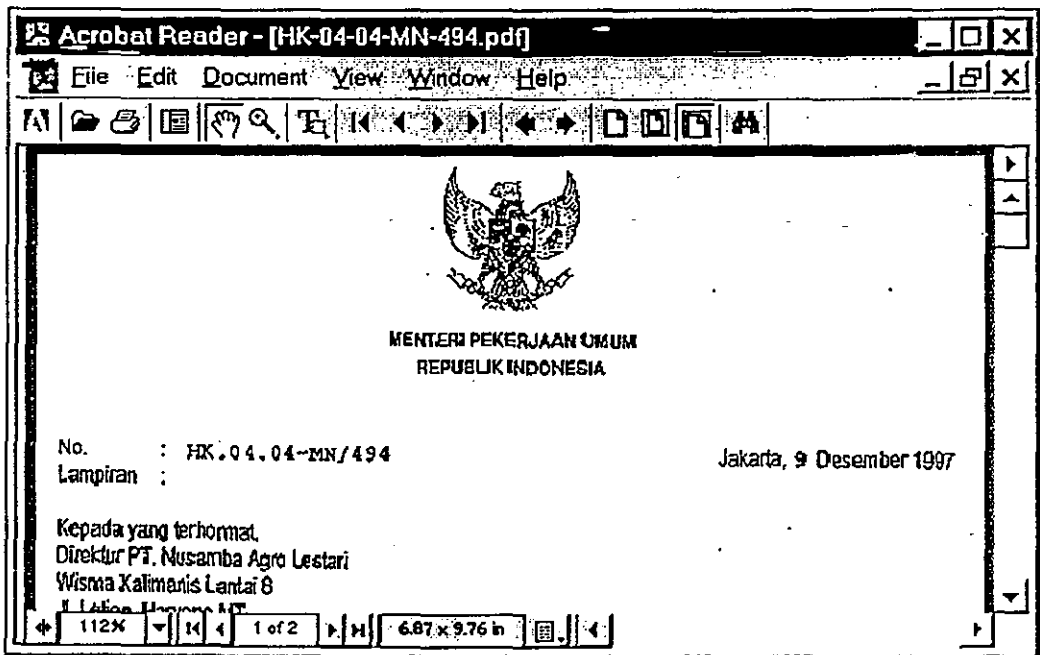 Acrobat Reader - [HK-04-04-MN-494.pdf]
File Edit Document View Window Help
MENTERI PEKERJAAN UMUM
REPUBLIK INDONESIA
No. : HK.04.04-MN/494
Jakarta, 9 Desember 1997
Lampiran :
Kepada yang terhormat,
Direktur PT. Nusamba Agro Lestari
Wisma Kalimanis Lantai 8
Haryono MT
112% 1 of 2 6.87 x 9.76 in